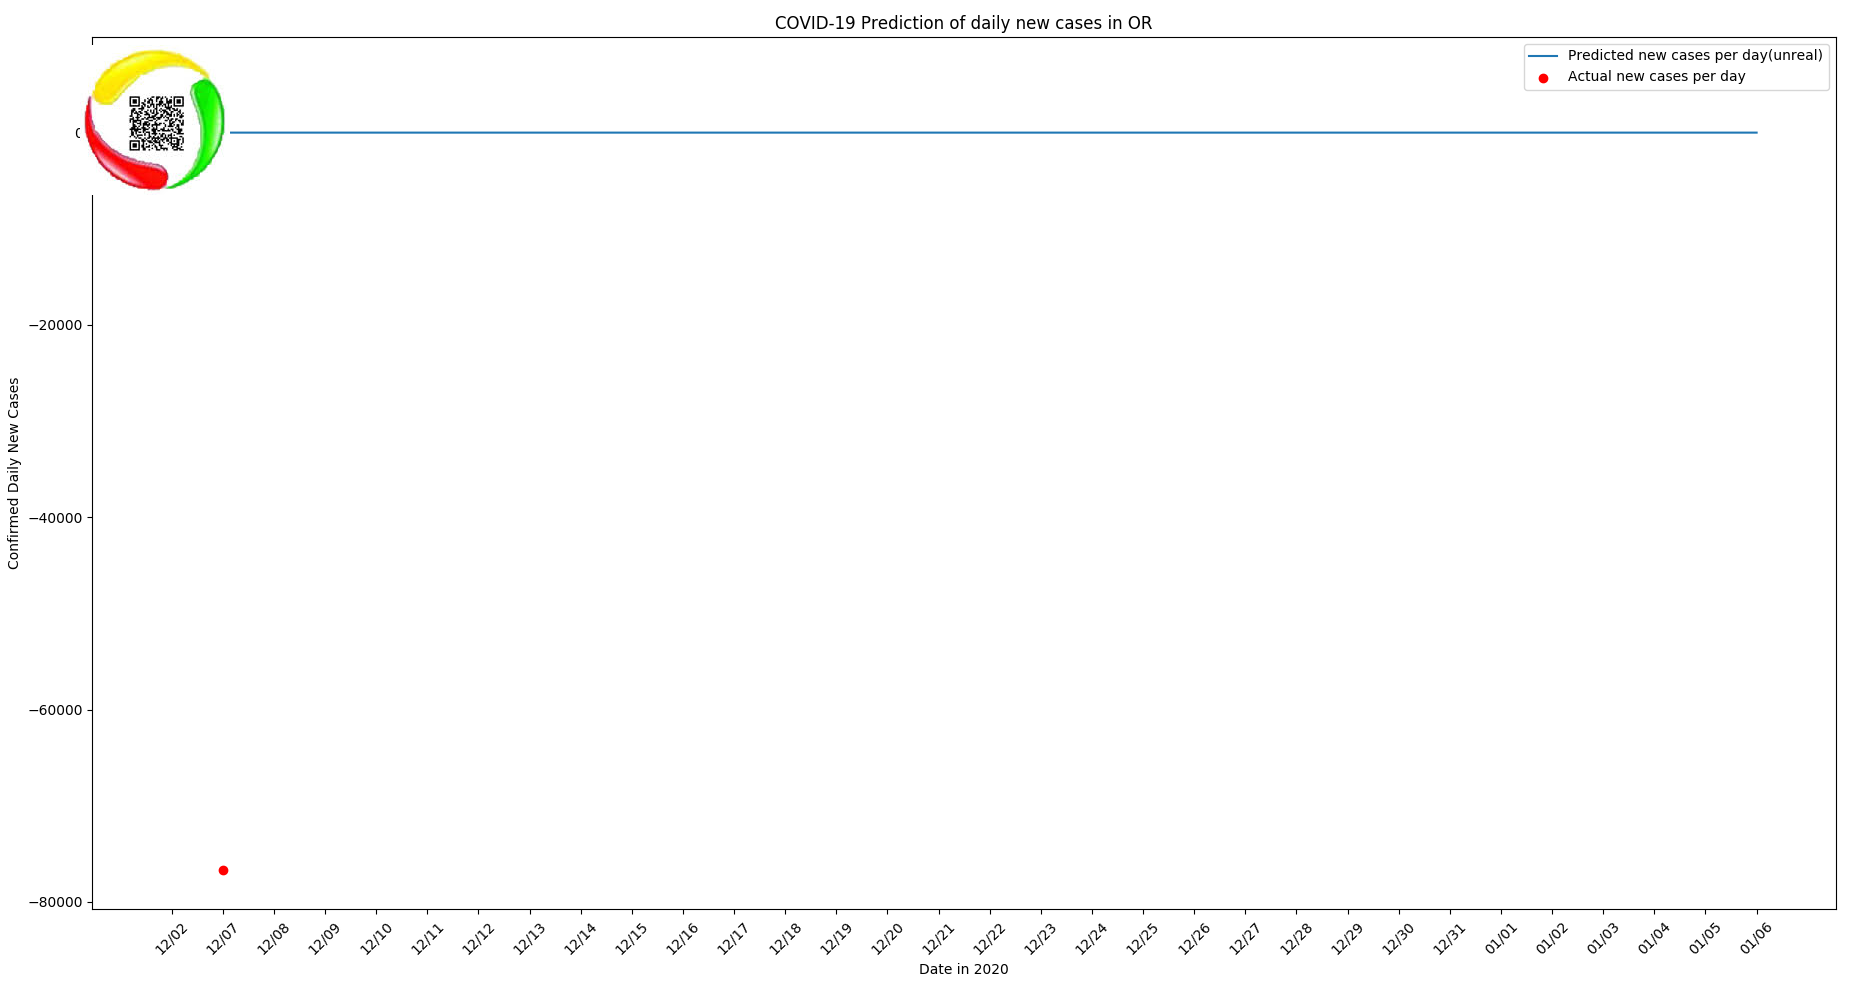 COVID-19 Prediction of daily new cases in OR
Predicted new cases per day(unreal)
Actual new cases per day
0
−20000
−40000
−60000
−80000
Confirmed Daily New Cases
12/02 12/07 12/08 12/09 12/10 12/11 12/12 12/13 12/14 12/15 12/16 12/17 12/18 12/19 12/20 12/21 12/22 12/23 12/24 12/25 12/26 12/27 12/28 12/29 12/30 12/31 01/01 01/02 01/03 01/04 01/05 01/06
Date in 2020